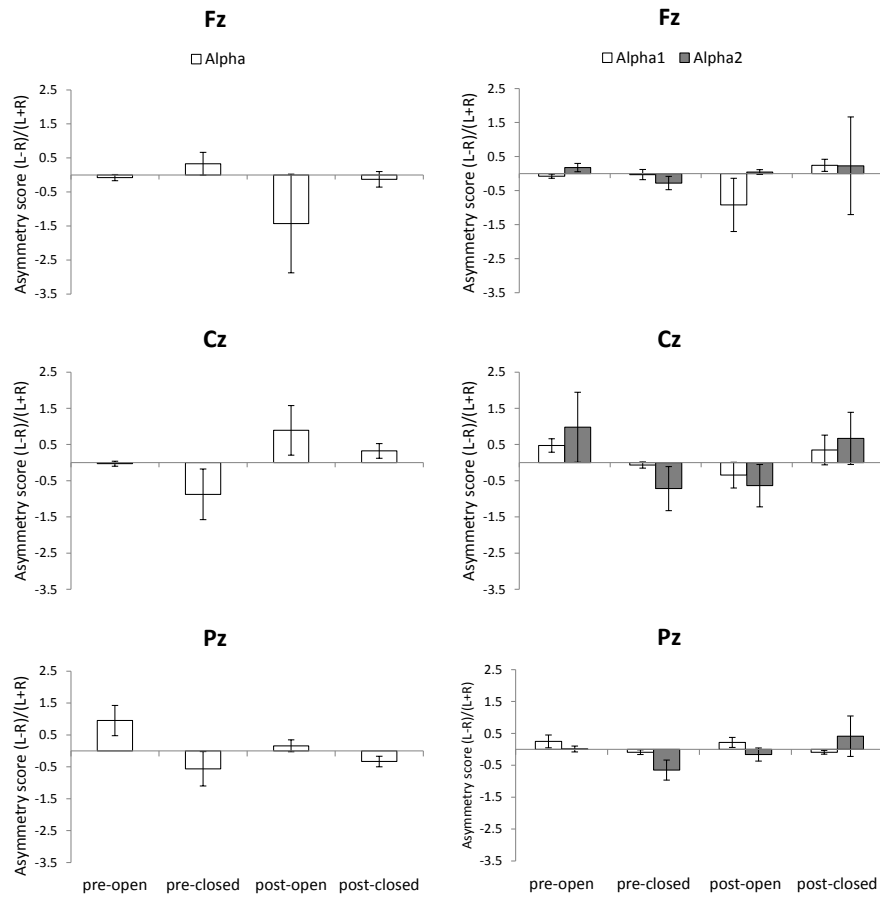 Fz
Alpha
Asymmetry score (L-R)/(L+R)
2.5
1.5
0.5
-0.5
-1.5
-2.5
-3.5
Fz
Alpha1 Alpha2
Asymmetry score (L-R)/(L+R)
2.5
1.5
0.5
-0.5
-1.5
-2.5
-3.5
Cz
Asymmetry score (L-R)/(L+R)
2.5
1.5
0.5
-0.5
-1.5
-2.5
-3.5
Cz
Asymmetry score (L-R)/(L+R)
2.5
1.5
0.5
-0.5
-1.5
-2.5
-3.5
Pz
Asymmetry score (L-R)/(L+R)
2.5
1.5
0.5
-0.5
-1.5
-2.5
-3.5
pre-open pre-closed post-open post-closed
Pz
Asymmetry score (L-R)/(L+R)
2.5
1.5
0.5
-0.5
-1.5
-2.5
-3.5
pre-open pre-closed post-open post-closed